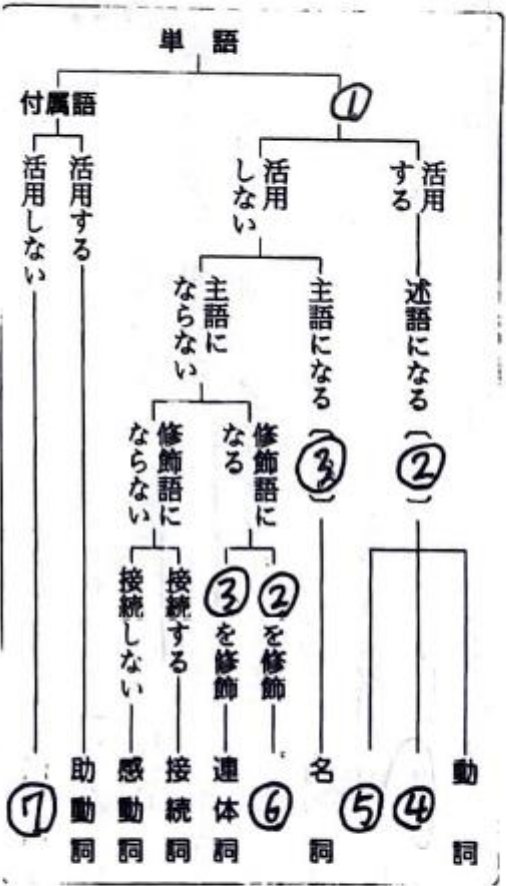 単語
①
付属語
活用
する
活用
しない
活用する
活用しない
述語になる〔②〕
主語になる〔③〕
主語に
ならない
修飾語に
なる
修飾語に
ならない
②を修飾
③を修飾
接続する
接続しない
動詞
④
⑤
名詞
⑥
連体詞
接続詞
感動詞
助動詞
⑦